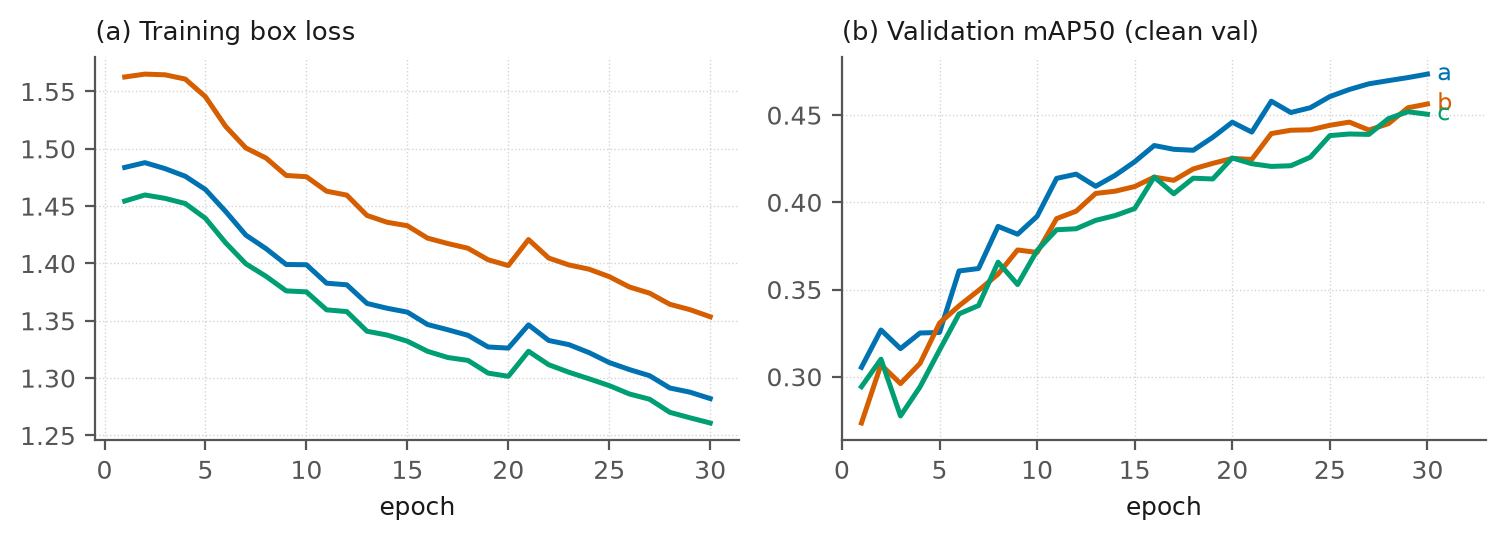 (a) Training box loss
1.55
1.50
1.45
1.40
1.35
1.30
1.25
0 5 10 15 20 25 30
epoch
(b) Validation mAP50 (clean val)
0.45
0.40
0.35
0.30
0 5 10 15 20 25 30
epoch
a
b
c